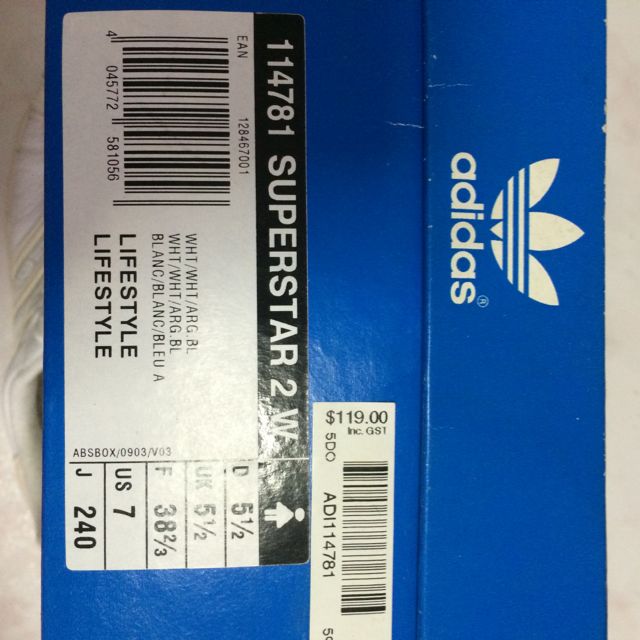 114781 SUPERSTAR 2 W
EAN
128467001
4 045772 581056
WHT/WHT/ARG.BL
WHT/WHT/ARG.BL
BLANC/BLANC/BLEU A
LIFESTYLE
LIFESTYLE
ABSBOX/0903/V03
D 5½
UK 5½
F 38⅔
US 7
J 240
$119.00
Inc. GST
5DO
ADI114781
adidas®